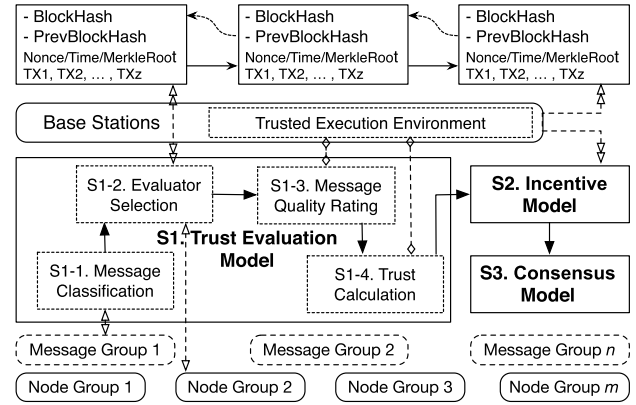 - BlockHash
- PrevBlockHash
Nonce/Time/MerkleRoot
TX1, TX2, ... , TXz
- BlockHash
- PrevBlockHash
Nonce/Time/MerkleRoot
TX1, TX2, ... , TXz
- BlockHash
- PrevBlockHash
Nonce/Time/MerkleRoot
TX1, TX2, ... , TXz
Base Stations
Trusted Execution Environment
S1-2. Evaluator
Selection
S1-3. Message
Quality Rating
S1. Trust Evaluation
Model
S1-1. Message
Classification
S1-4. Trust
Calculation
S2. Incentive
Model
S3. Consensus
Model
Message Group 1
Message Group 2
Message Group n
Node Group 1
Node Group 2
Node Group 3
Node Group m